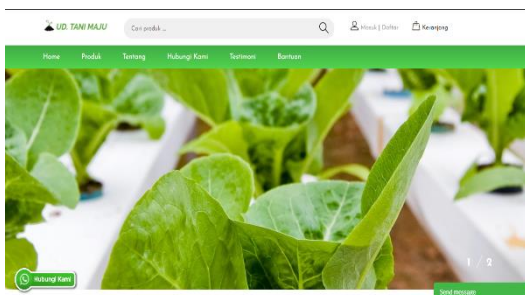 UD. TANI MAJU
Cari produk ...
Masuk | Daftar
Keranjang
Home Produk Tentang Hubungi Kami Testimoni Bantuan
1 / 2
Hubungi Kami
Send message